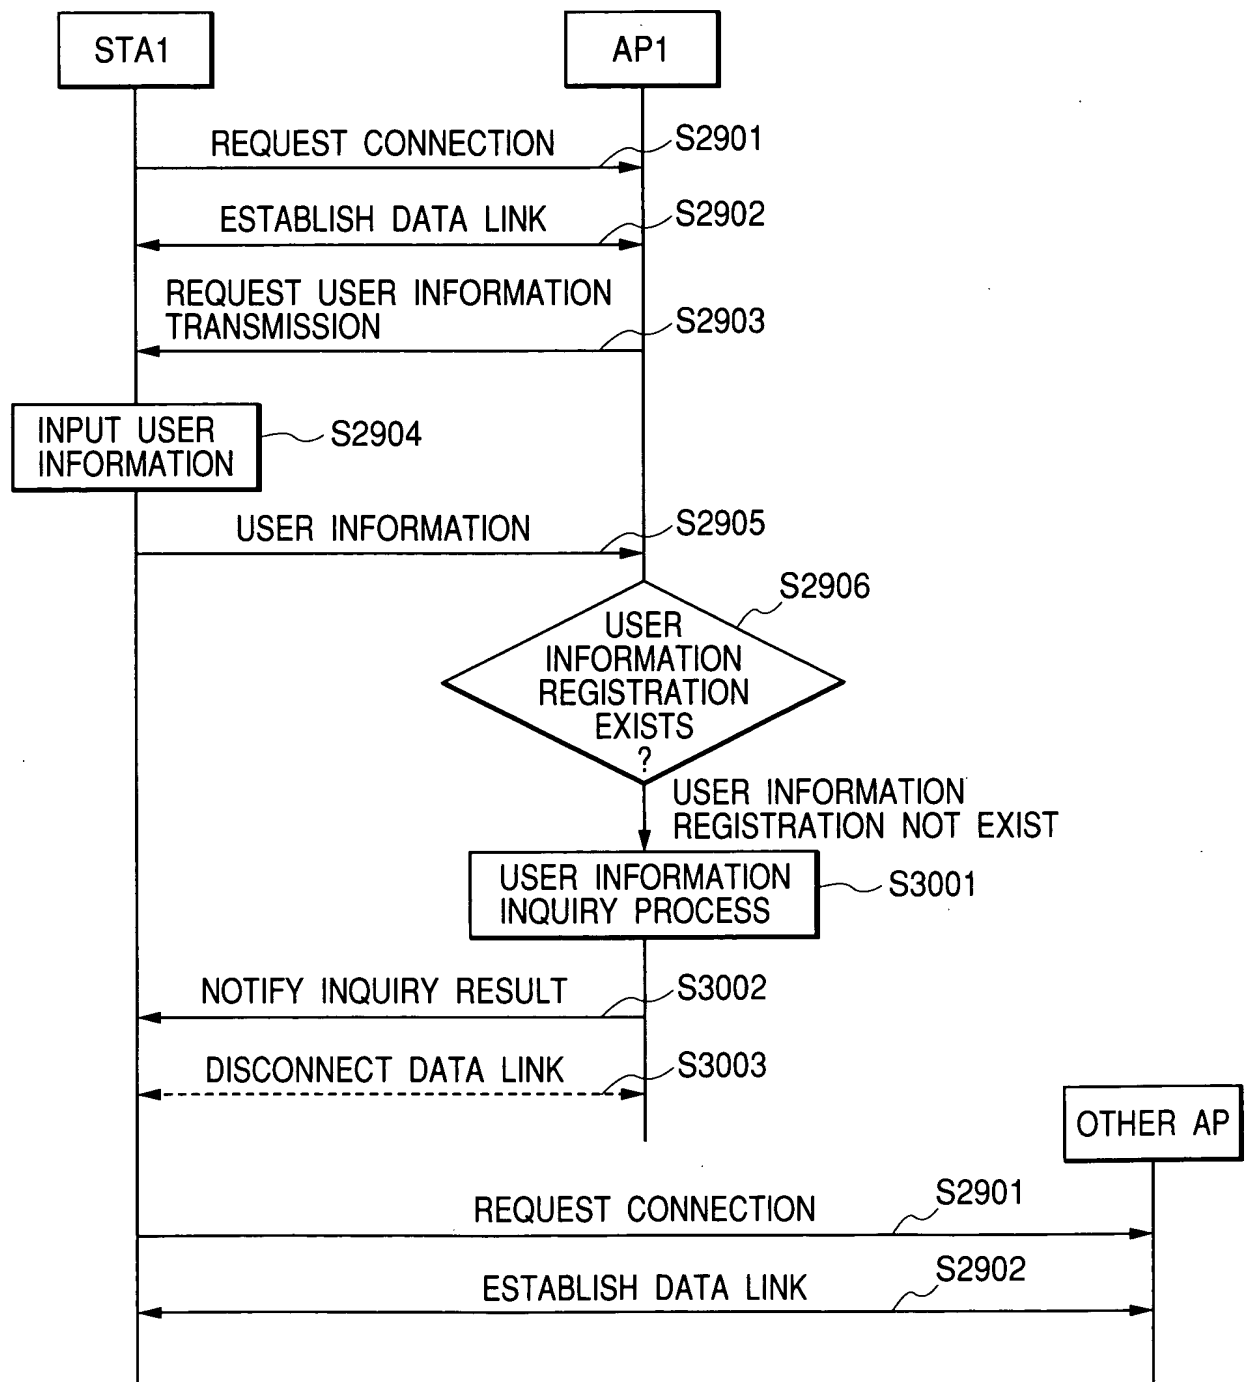 STA1
AP1
REQUEST CONNECTION
S2901
ESTABLISH DATA LINK
S2902
REQUEST USER INFORMATION
TRANSMISSION
S2903
INPUT USER
INFORMATION
S2904
USER INFORMATION
S2905
S2906
USER
INFORMATION
REGISTRATION
EXISTS
?
USER INFORMATION
REGISTRATION NOT EXIST
USER INFORMATION
INQUIRY PROCESS
S3001
NOTIFY INQUIRY RESULT
S3002
DISCONNECT DATA LINK
S3003
OTHER AP
REQUEST CONNECTION
S2901
ESTABLISH DATA LINK
S2902